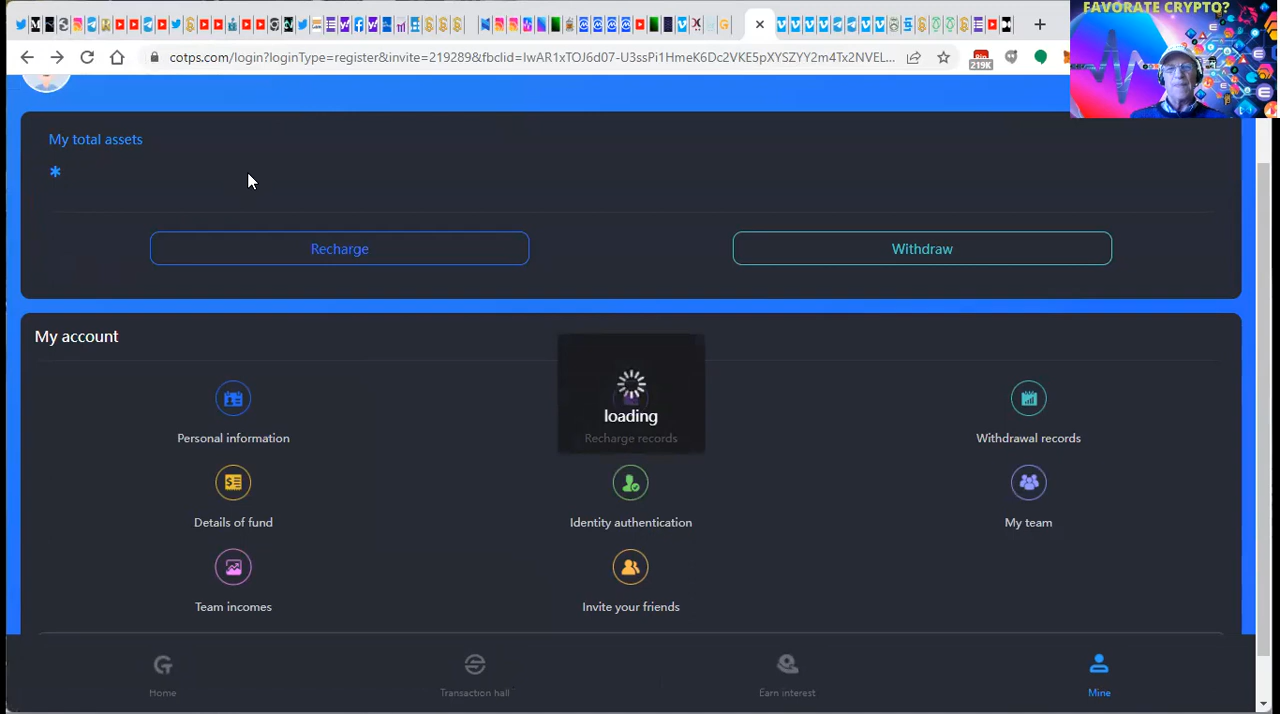 FAVORATE CRYPTO?
cotps.com/login?loginType=register&invite=219289&fbclid=IwAR13TOJ6d07-U3ssPi1HmeK6Dc2VKE5pXYSZYY2m4Tx2NVEL...
219K
My total assets
*
Recharge
Withdraw
My account
loading
Personal information
Recharge records
Withdrawal records
Details of fund
Identity authentication
My team
Team incomes
Invite your friends
Home
Transaction hall
Earn interest
Mine